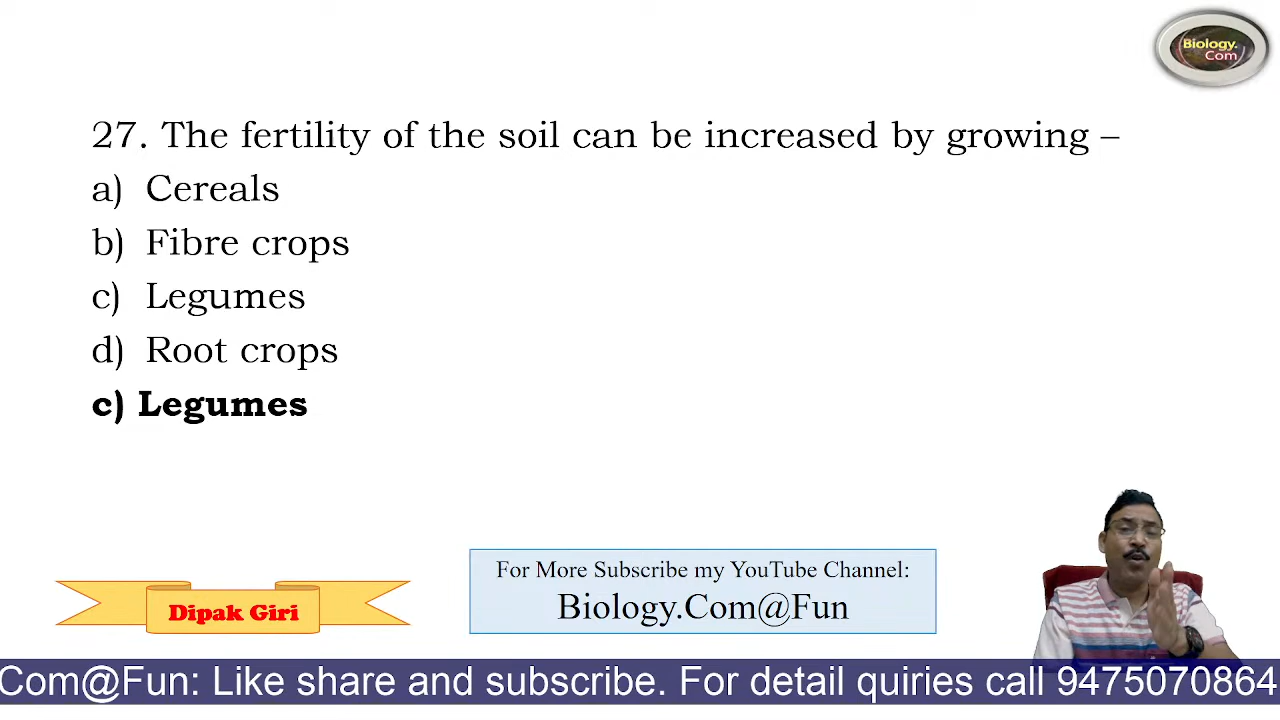 Biology.
Com
27. The fertility of the soil can be increased by growing –
a) Cereals
b) Fibre crops
c) Legumes
d) Root crops
c) Legumes
For More Subscribe my YouTube Channel:
Biology.Com@Fun
Dipak Giri
Com@Fun: Like share and subscribe. For detail quiries call 9475070864